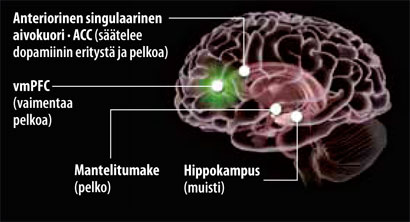 Anteriorinen singulaarinen
aivokuori · ACC (säätelee
dopamiinin eritystä ja pelkoa)
vmPFC
(vaimentaa
pelkoa)
Mantelitumake
(pelko)
Hippokampus
(muisti)